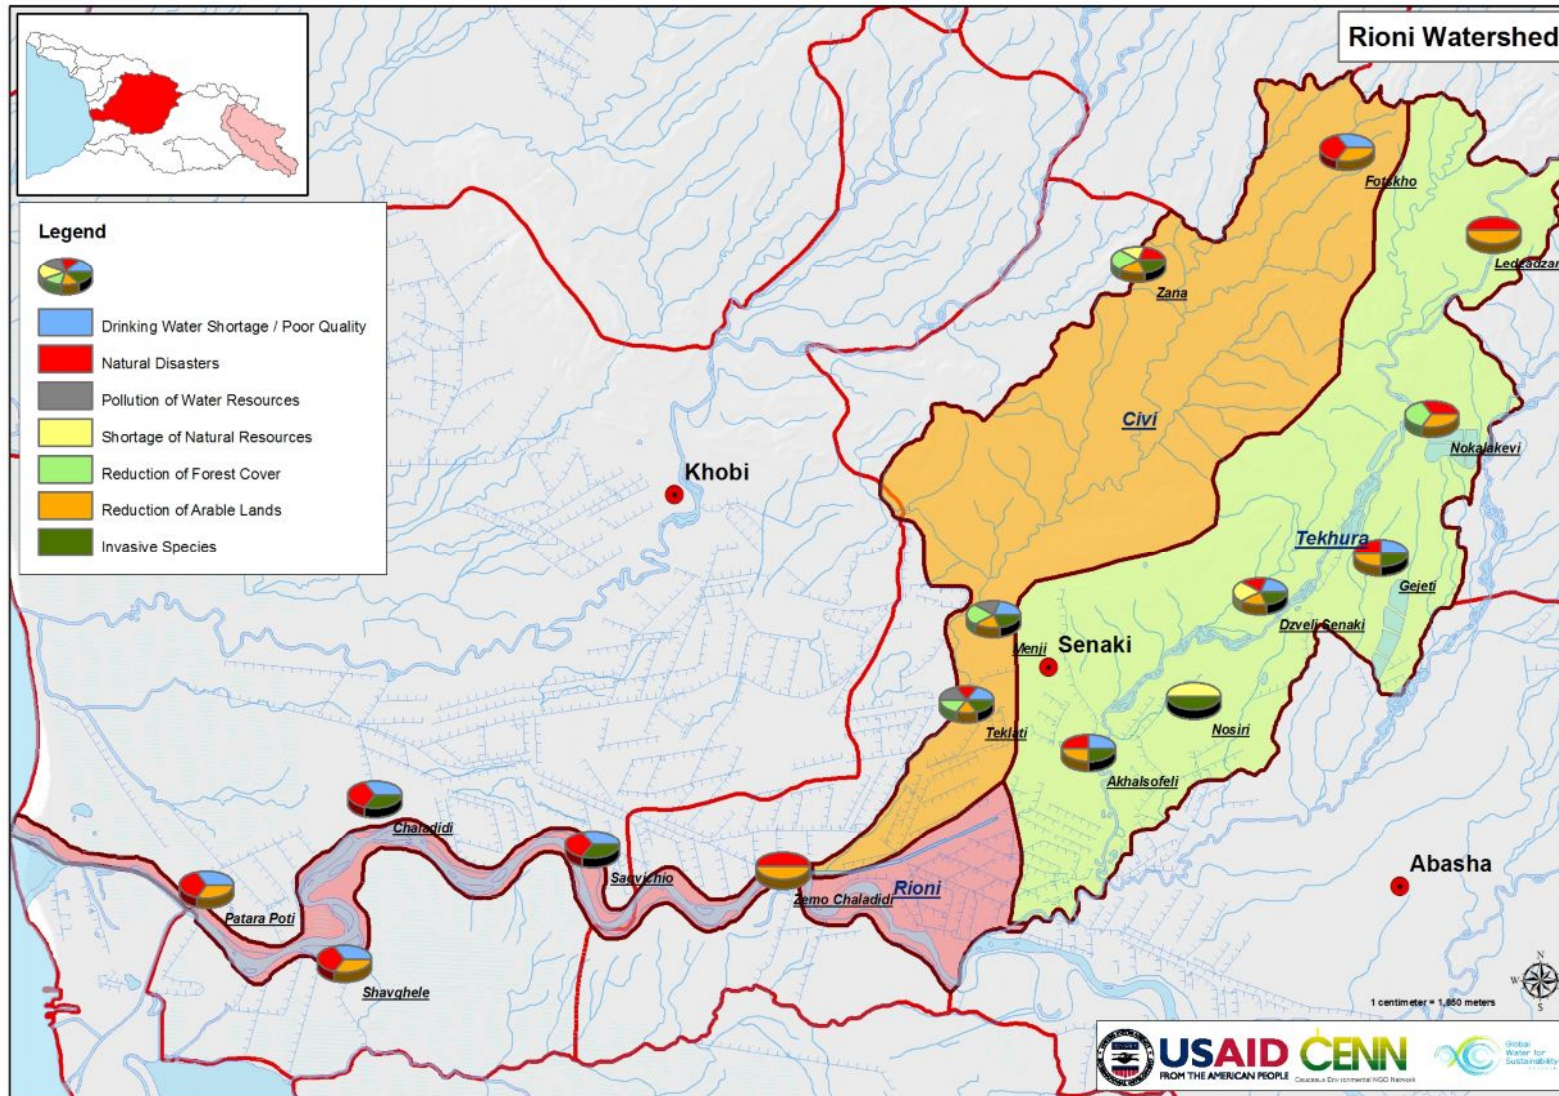 Rioni Watershed
Legend
Drinking Water Shortage / Poor Quality
Natural Disasters
Pollution of Water Resources
Shortage of Natural Resources
Reduction of Forest Cover
Reduction of Arable Lands
Invasive Species
Fotskho
Zana
Civi
Nokalakevi
Khobi
Tekhura
Gejeti
Dzveli Senaki
Menji
Senaki
Nosiri
Teklati
Akhalsofeli
Chaladidi
Abasha
Sagvichio
Rioni
Zemo Chaladidi
Patara Poti
Shavghele
N
W
S
1 centimeter = 1,850 meters
USAID
FROM THE AMERICAN PEOPLE
CENN
Caucasus Environmental NGO Network
Global
Water for
Sustainability